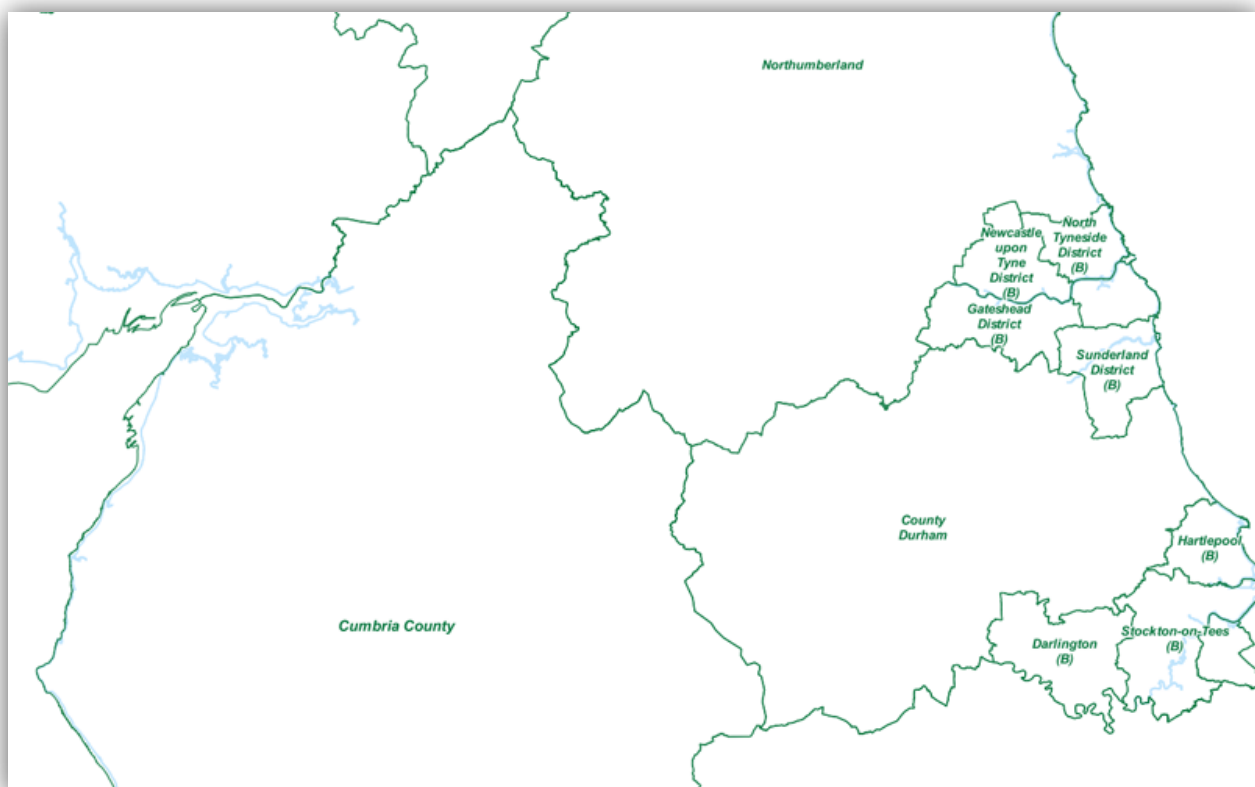 Northumberland
North
Tyneside
District
(B)
Newcastle
upon
Tyne
District
(B)
Gateshead
District
(B)
Sunderland
District
(B)
County
Durham
Hartlepool
(B)
Cumbria County
Darlington
(B)
Stockton-on-Tees
(B)